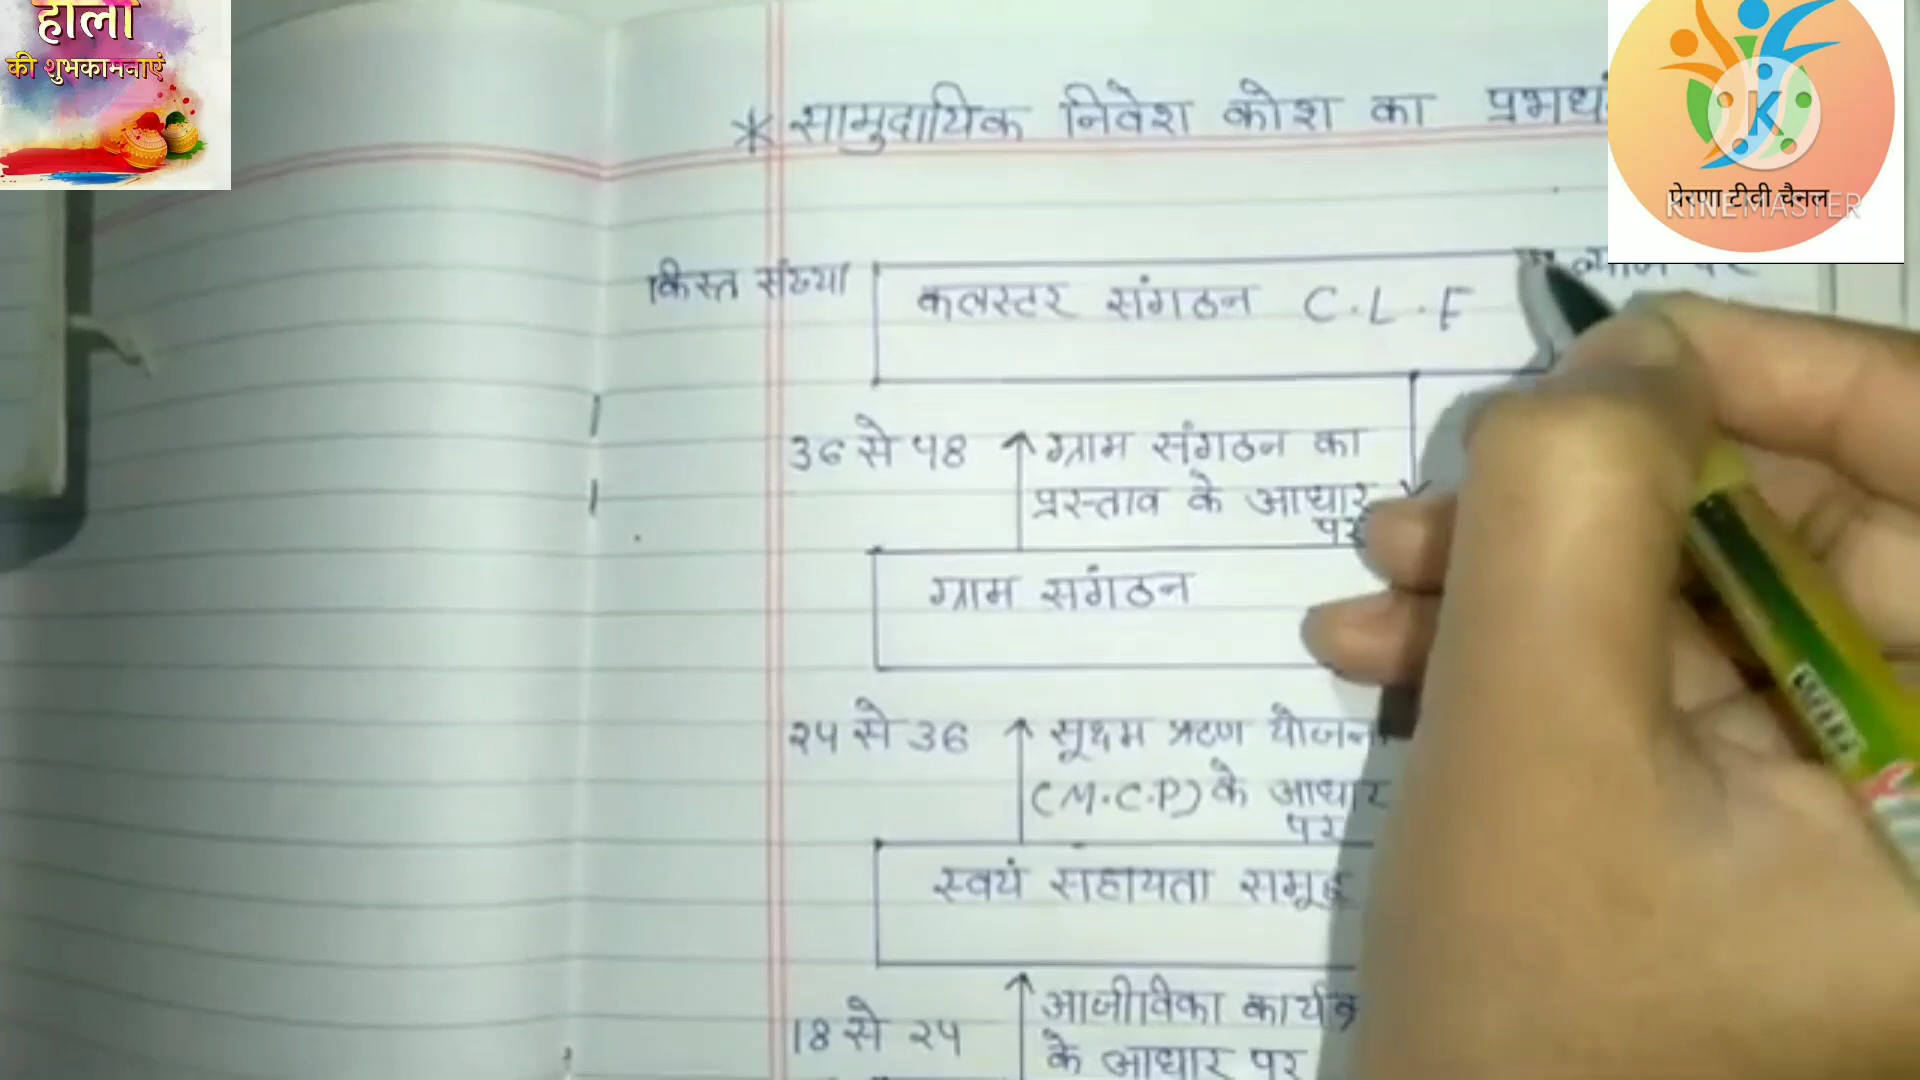 होली
की शुभकामनाएं
* सामुदायिक निवेश कोश का
K
प्रेरणा टीवी चैनल
KINEMASTER
किस्त संख्या
कलस्टर संगठन C.L.F
36 से 48 ग्राम संगठन का
प्रस्ताव के आधार
पर
ग्राम संगठन
24 से 36 सूक्ष्म ऋण योजना
(M.C.P) के आधार
पर
स्वयं सहायता समूह
18 से 24 आजीविका
के आधार पर